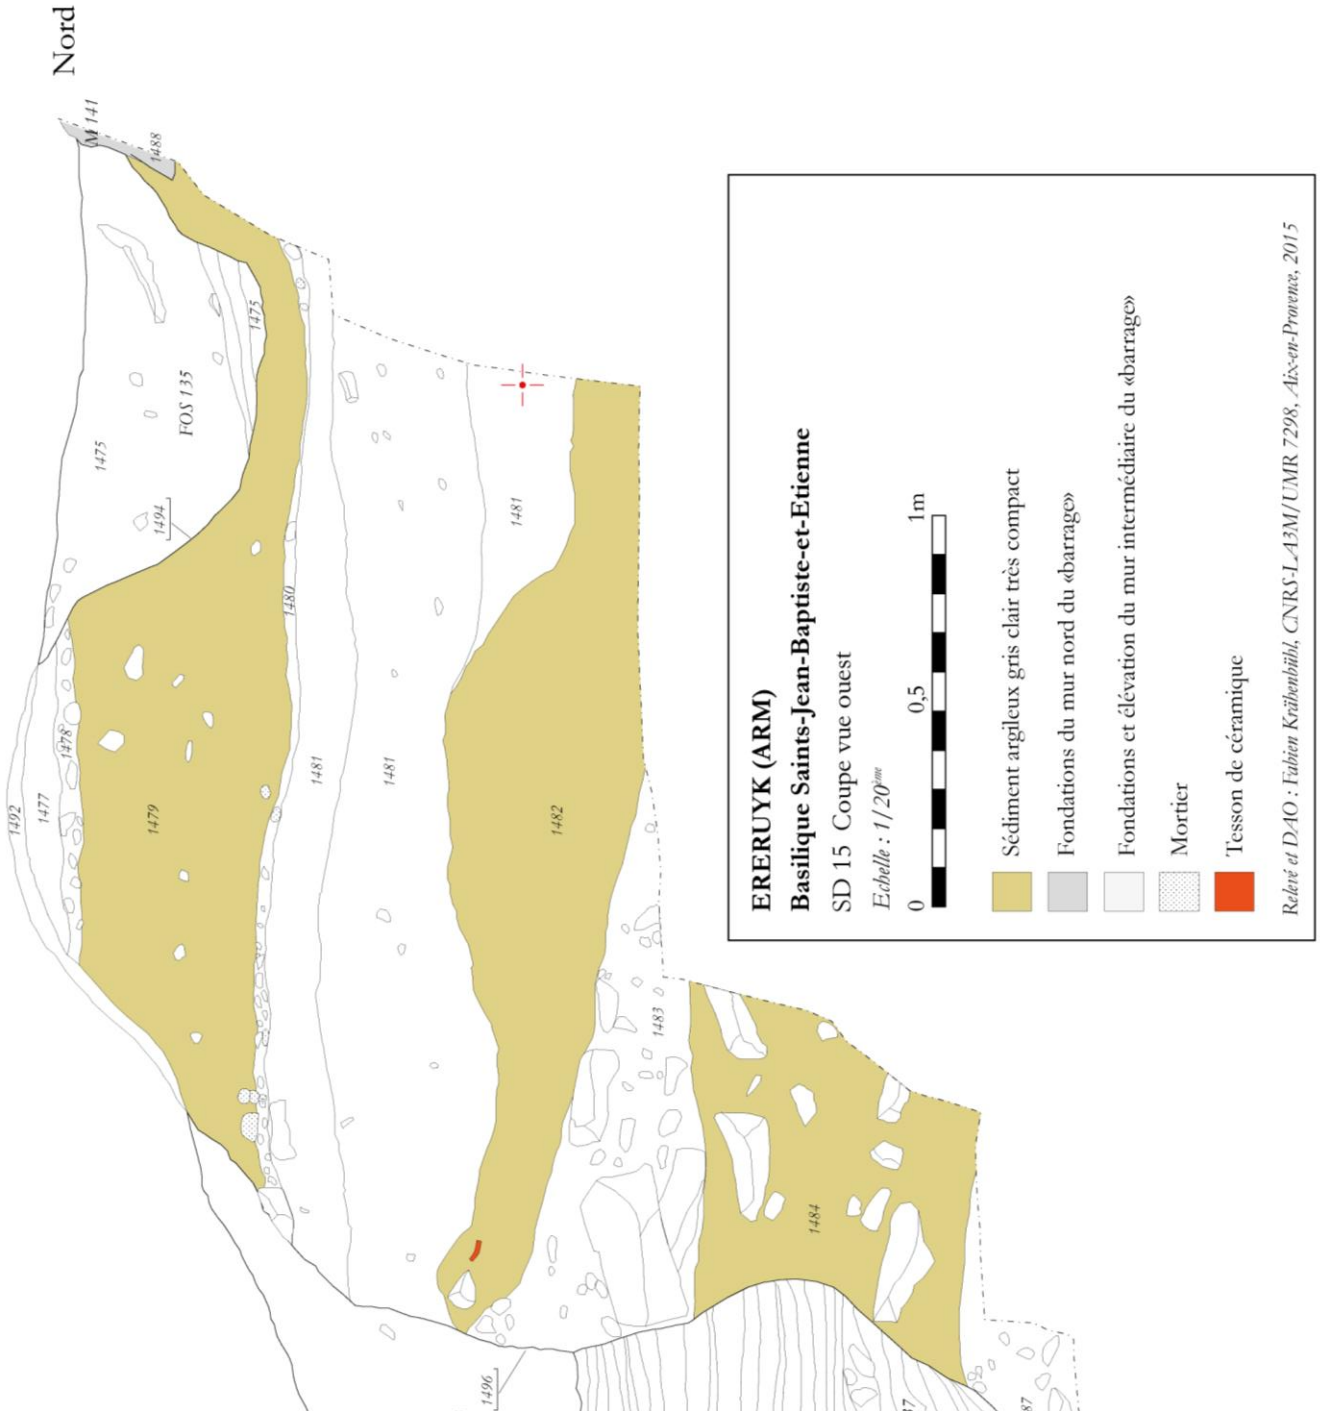 Nord
M 141
1488
1475
FOS 135
1475
1494
1492
1477
1478
1479
1480
1481
1481
1481
1482
1483
1484
1496
ERERUYK (ARM)
Basilique Saints-Jean-Baptiste-et-Etienne
SD 15 Coupe vue ouest
Echelle : 1/20ème
0 0,5 1m
Sédiment argileux gris clair très compact
Fondations du mur nord du «barrage»
Fondations et élévation du mur intermédiaire du «barrage»
Mortier
Tesson de céramique
Relevé et DAO : Fabien Krähenbühl, CNRS-LA3M/UMR 7298, Aix-en-Provence, 2015